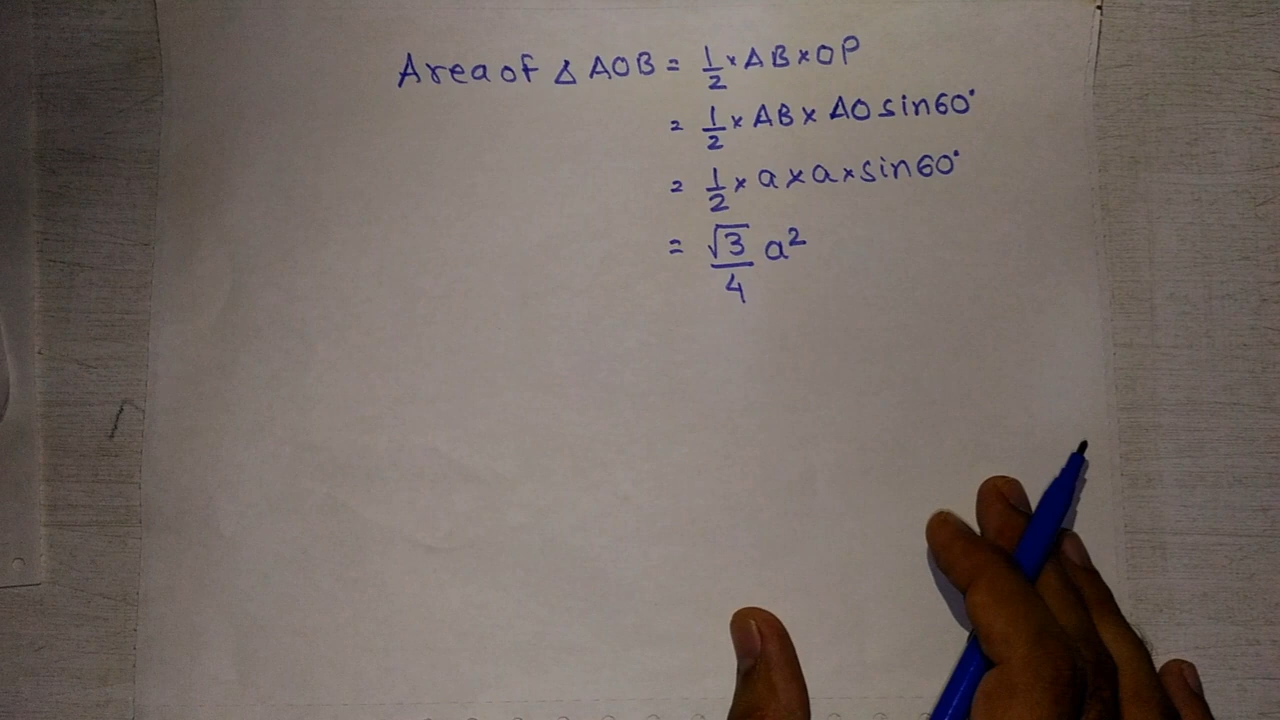 Area of △ AOB = 1/2 × AB × OP
= 1/2 × AB × AO sin60°
= 1/2 × a × a × sin60°
= √3/4 a²